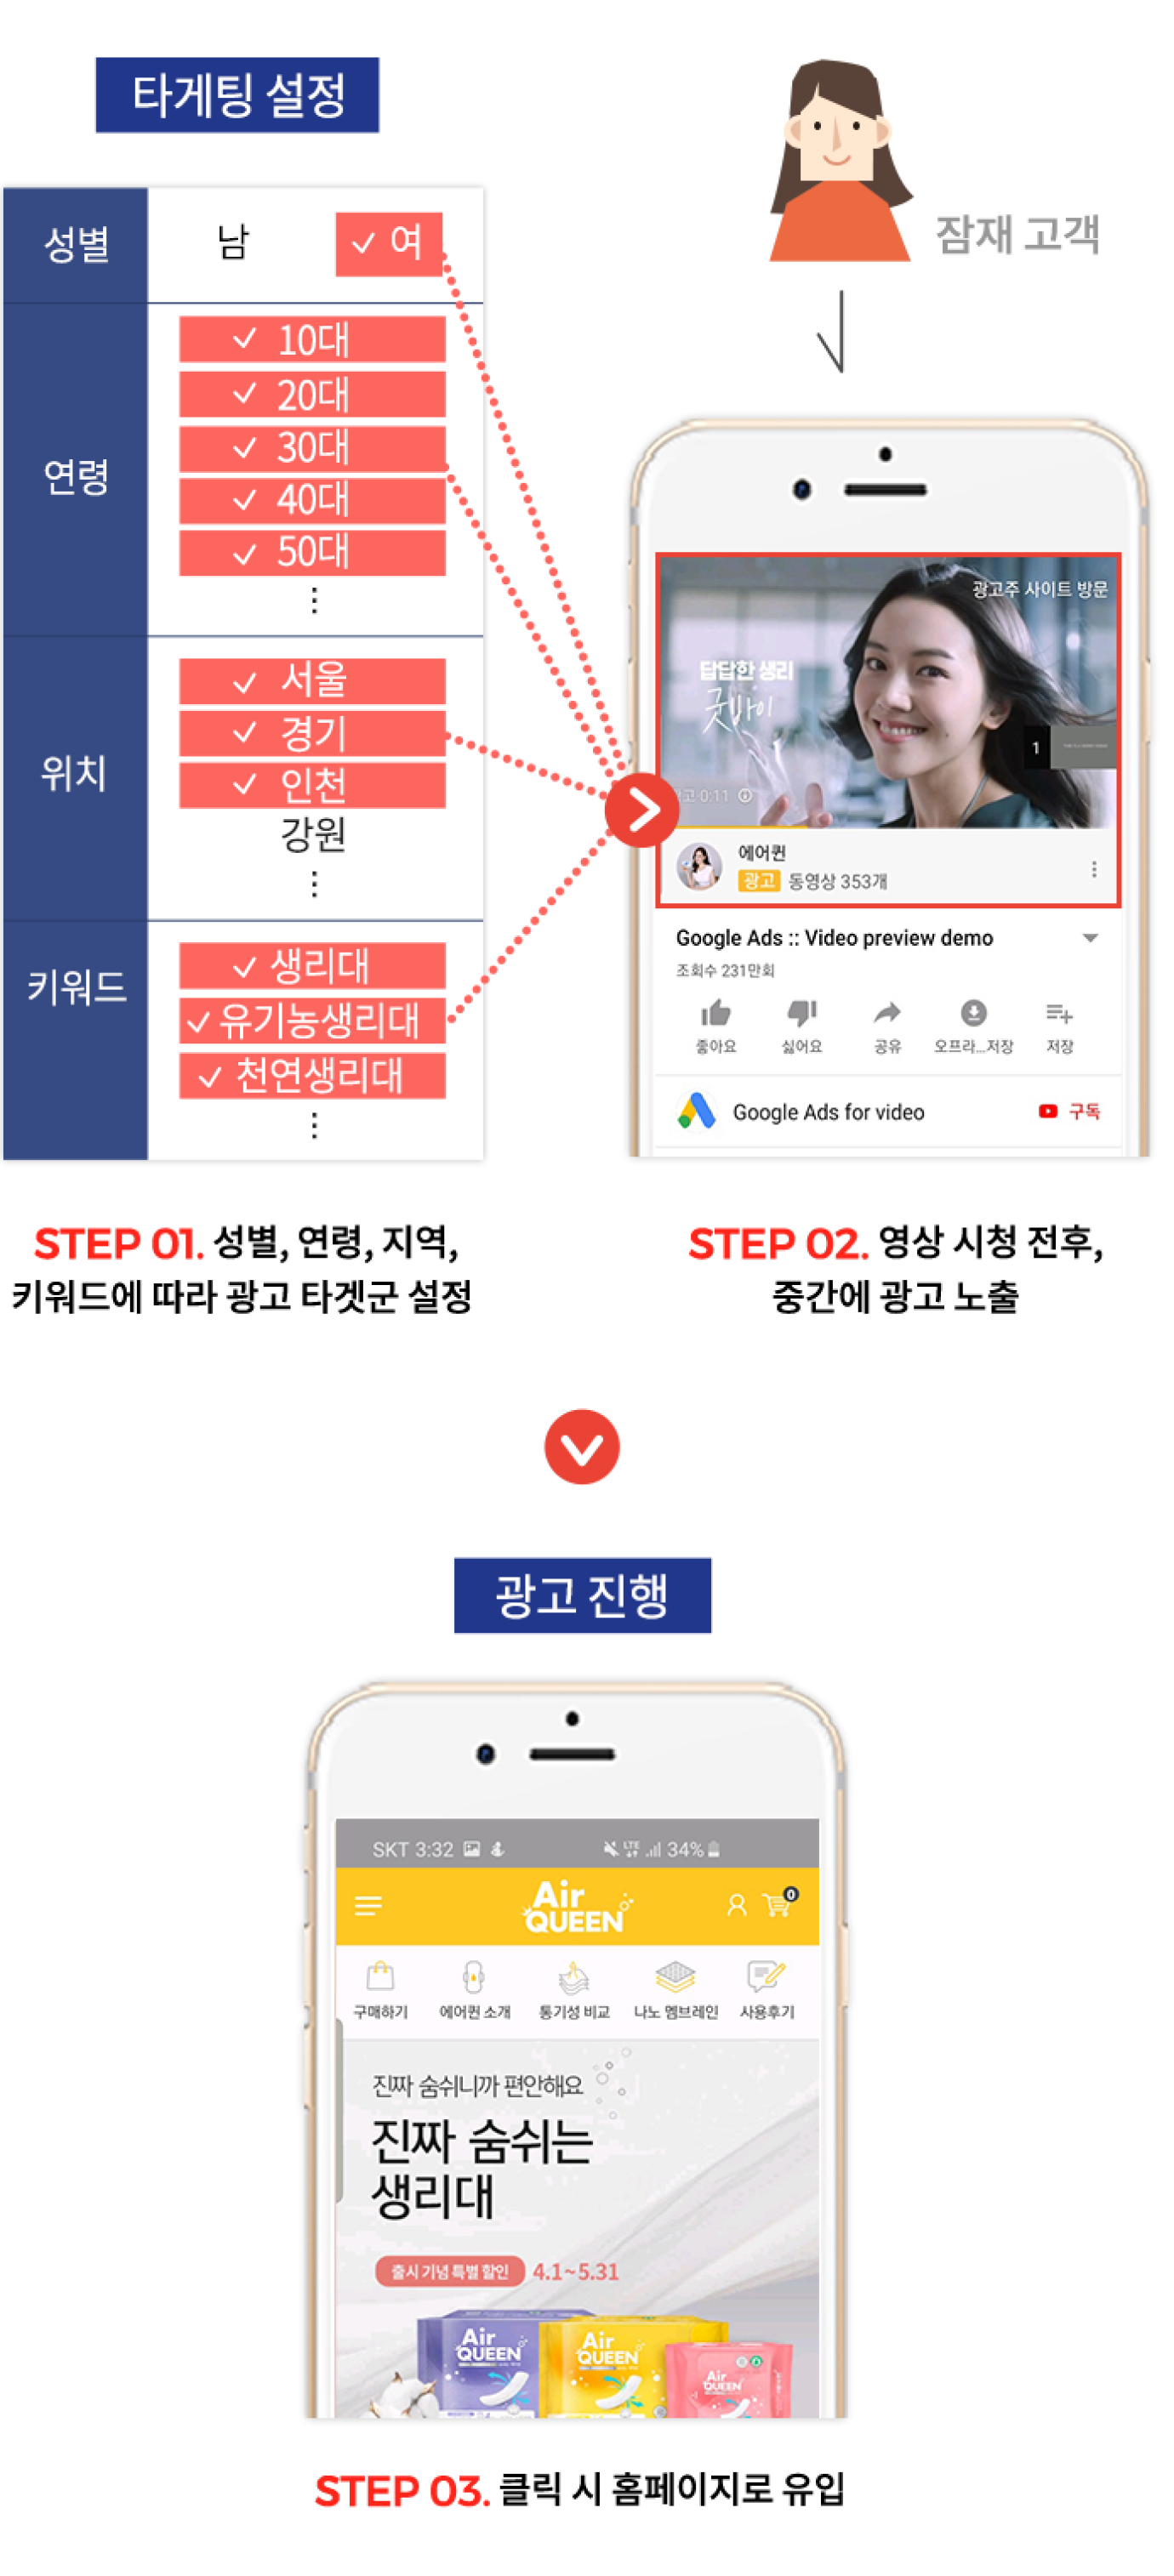 타게팅 설정
성별
남
여
연령
10대
20대
30대
40대
50대
위치
서울
경기
인천
강원
키워드
생리대
유기농생리대
천연생리대
STEP 01. 성별, 연령, 지역,
키워드에 따라 광고 타겟군 설정
잠재 고객
광고주 사이트 방문
답답한 생리
굿바이
1
광고 0:11
에어퀸
광고 동영상 353개
Google Ads :: Video preview demo
조회수 231만회
좋아요
싫어요
공유
오프라...저장
저장
Google Ads for video
구독
STEP 02. 영상 시청 전후,
중간에 광고 노출
광고 진행
SKT 3:32
LTE 34%
Air
QUEEN
0
구매하기
에어퀸 소개
통기성 비교
나노 멤브레인
사용후기
진짜 숨쉬니까 편안해요
진짜 숨쉬는
생리대
출시 기념 특별 할인 4.1~5.31
Air
QUEEN
Air
QUEEN
Air
QUEEN
STEP 03. 클릭 시 홈페이지로 유입